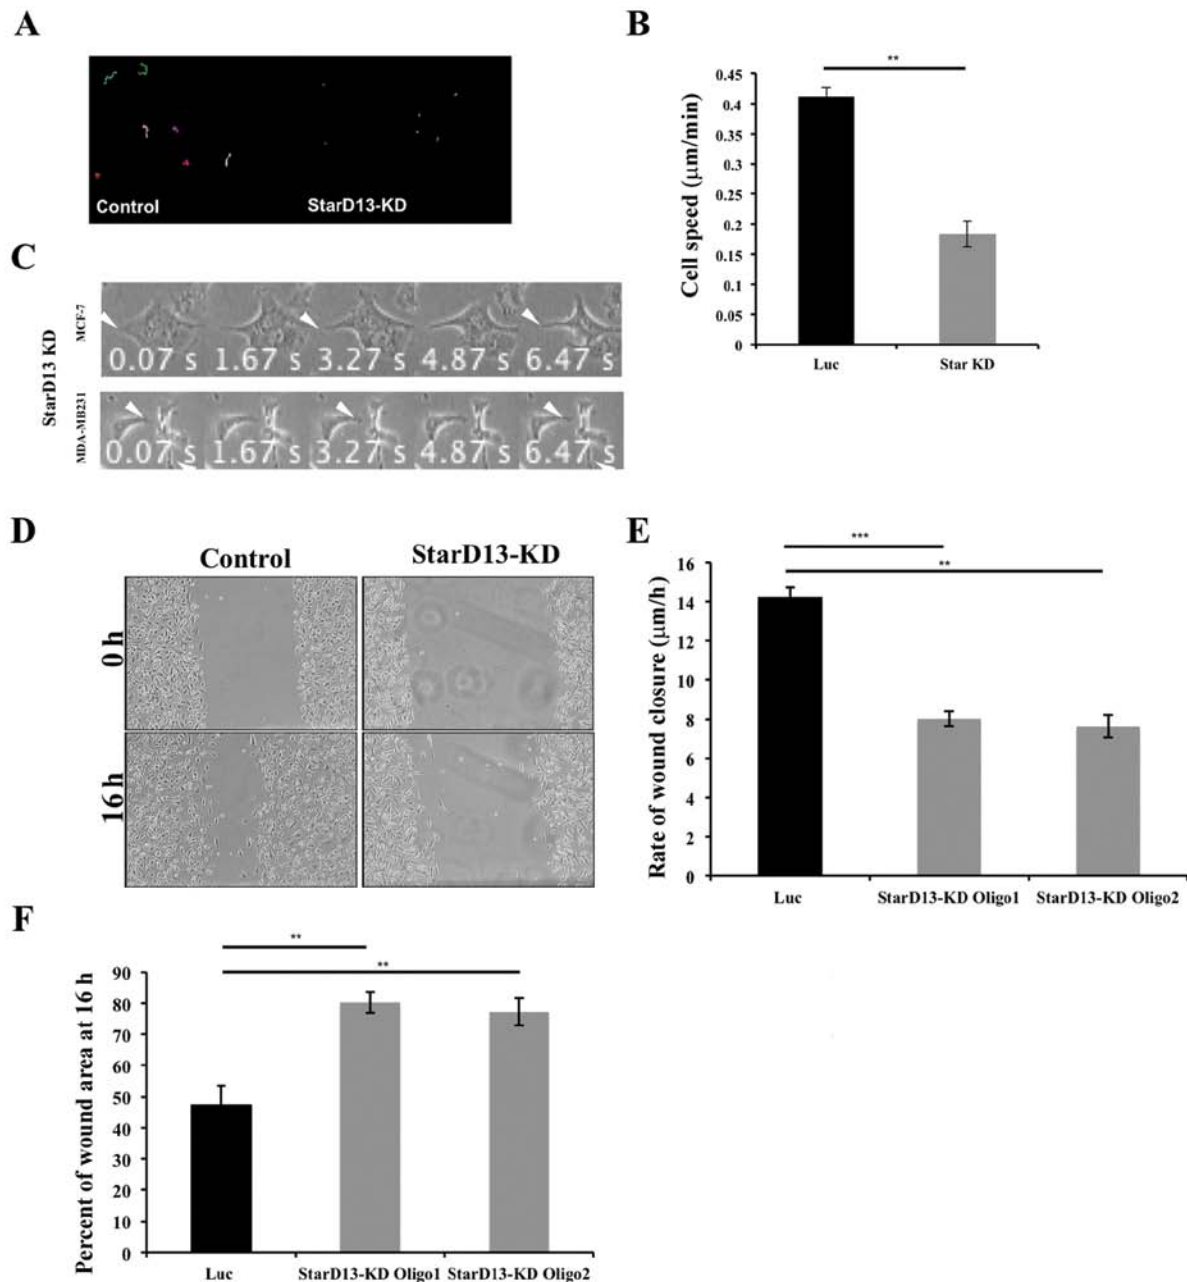 A
Control
StarD13-KD
B
**
Cell speed (μm/min)
0.45
0.4
0.35
0.3
0.25
0.2
0.15
0.1
0.05
0
Luc
Star KD
C
StarD13 KD
MCF-7
0.07 s 1.67 s 3.27 s 4.87 s 6.47 s
MDA-MB231
0.07 s 1.67 s 3.27 s 4.87 s 6.47 s
D
Control
StarD13-KD
0 h
16 h
E
***
**
Rate of wound closure (μm/h)
16
14
12
10
8
6
4
2
0
Luc
StarD13-KD Oligo1
StarD13-KD Oligo2
F
**
**
Percent of wound area at 16 h
90
80
70
60
50
40
30
20
10
0
Luc
StarD13-KD Oligo1
StarD13-KD Oligo2